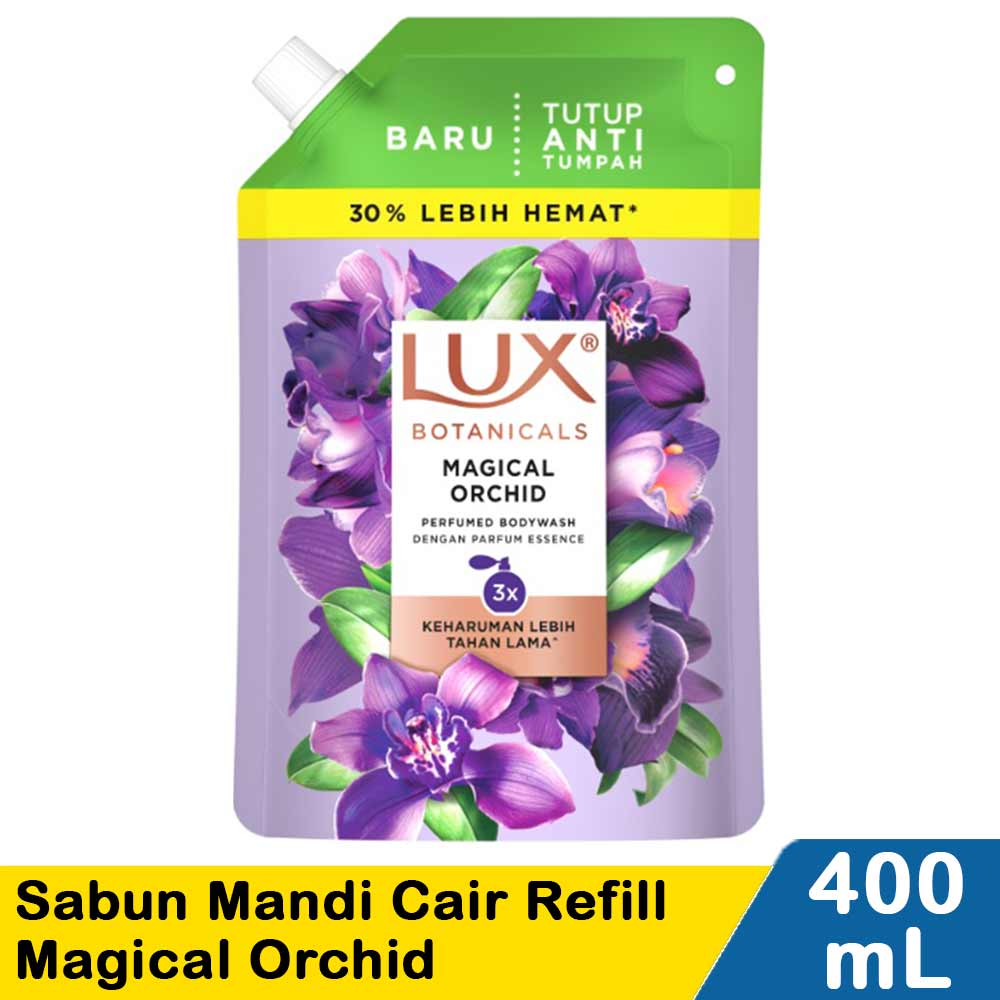 BARU
TUTUP
ANTI
TUMPAH
30% LEBIH HEMAT*
LUX®
BOTANICALS
MAGICAL
ORCHID
PERFUMED BODYWASH
DENGAN PARFUM ESSENCE
3x
KEHARUMAN LEBIH
TAHAN LAMA^
Sabun Mandi Cair Refill
Magical Orchid
400
mL